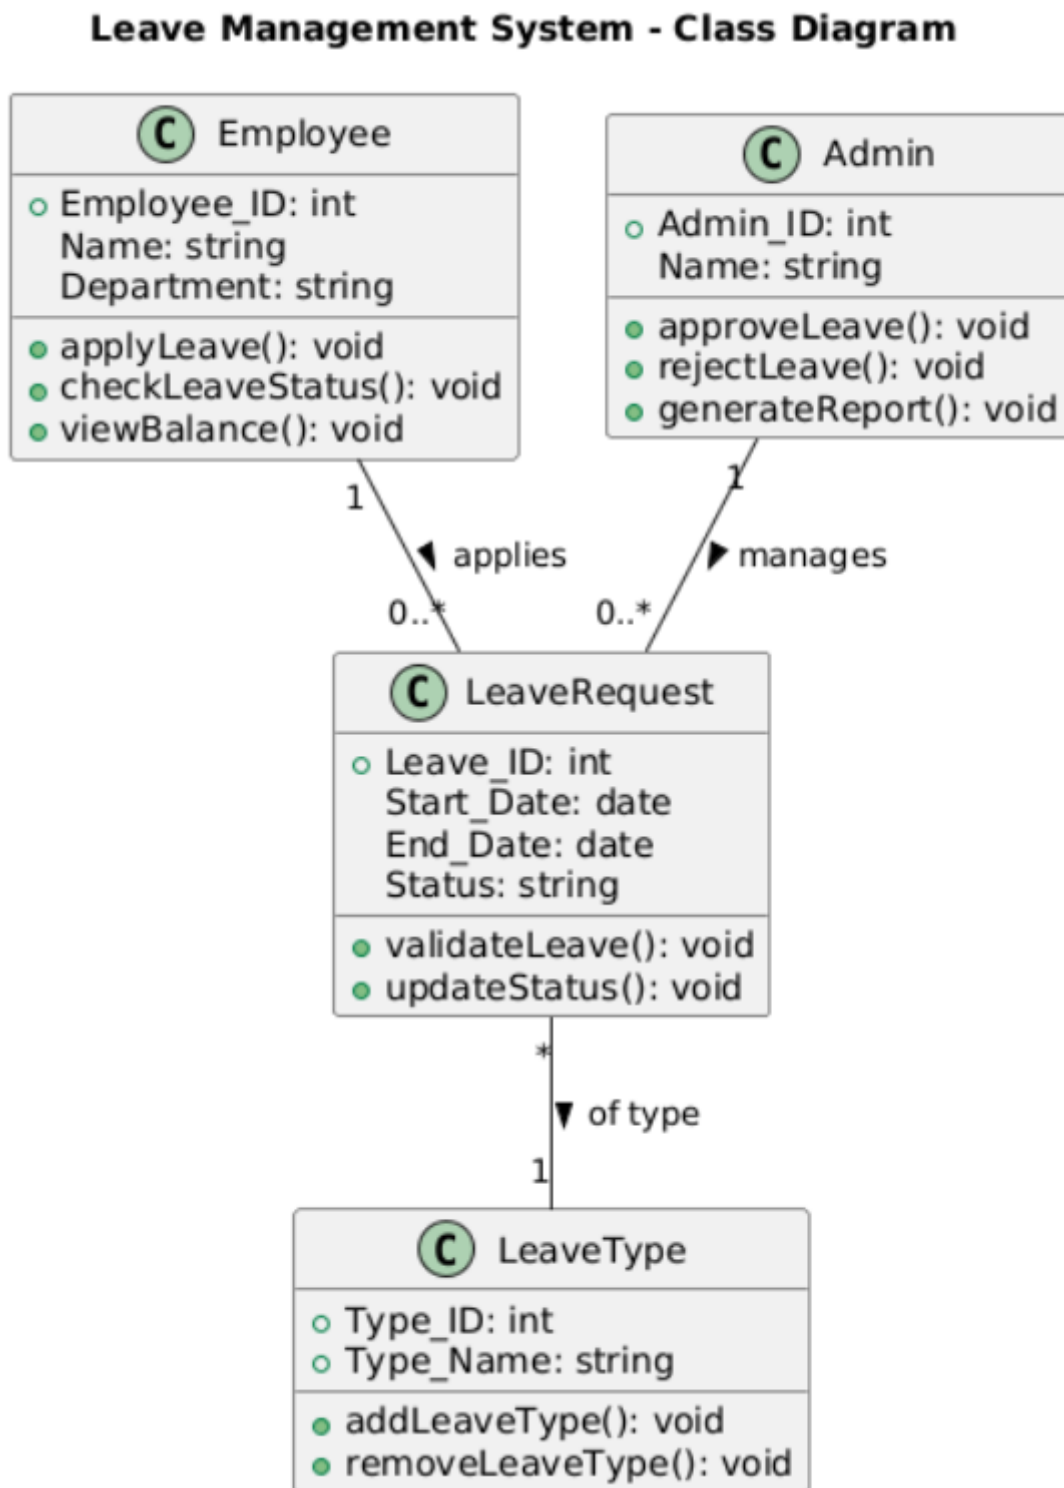 Leave Management System - Class Diagram
C Employee
Employee_ID: int
Name: string
Department: string
applyLeave(): void
checkLeaveStatus(): void
viewBalance(): void
C Admin
Admin_ID: int
Name: string
approveLeave(): void
rejectLeave(): void
generateReport(): void
1
applies
0..*
1
manages
0..*
C LeaveRequest
Leave_ID: int
Start_Date: date
End_Date: date
Status: string
validateLeave(): void
updateStatus(): void
*
of type
1
C LeaveType
Type_ID: int
Type_Name: string
addLeaveType(): void
removeLeaveType(): void